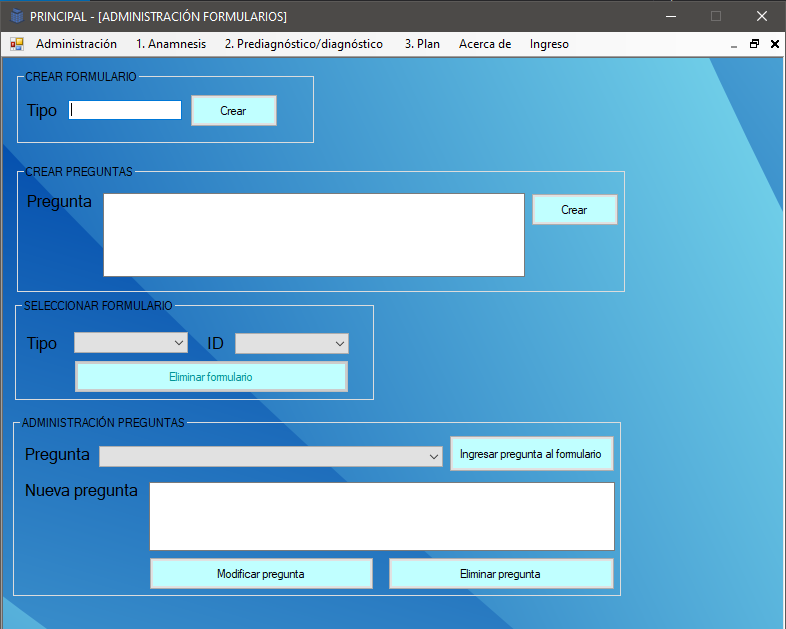 PRINCIPAL - [ADMINISTRACIÓN FORMULARIOS]
Administración 1. Anamnesis 2. Prediagnóstico/diagnóstico 3. Plan Acerca de Ingreso
CREAR FORMULARIO
Tipo Crear
CREAR PREGUNTAS
Pregunta Crear
SELECCIONAR FORMULARIO
Tipo ID
Eliminar formulario
ADMINISTRACIÓN PREGUNTAS
Pregunta Ingresar pregunta al formulario
Nueva pregunta
Modificar pregunta Eliminar pregunta